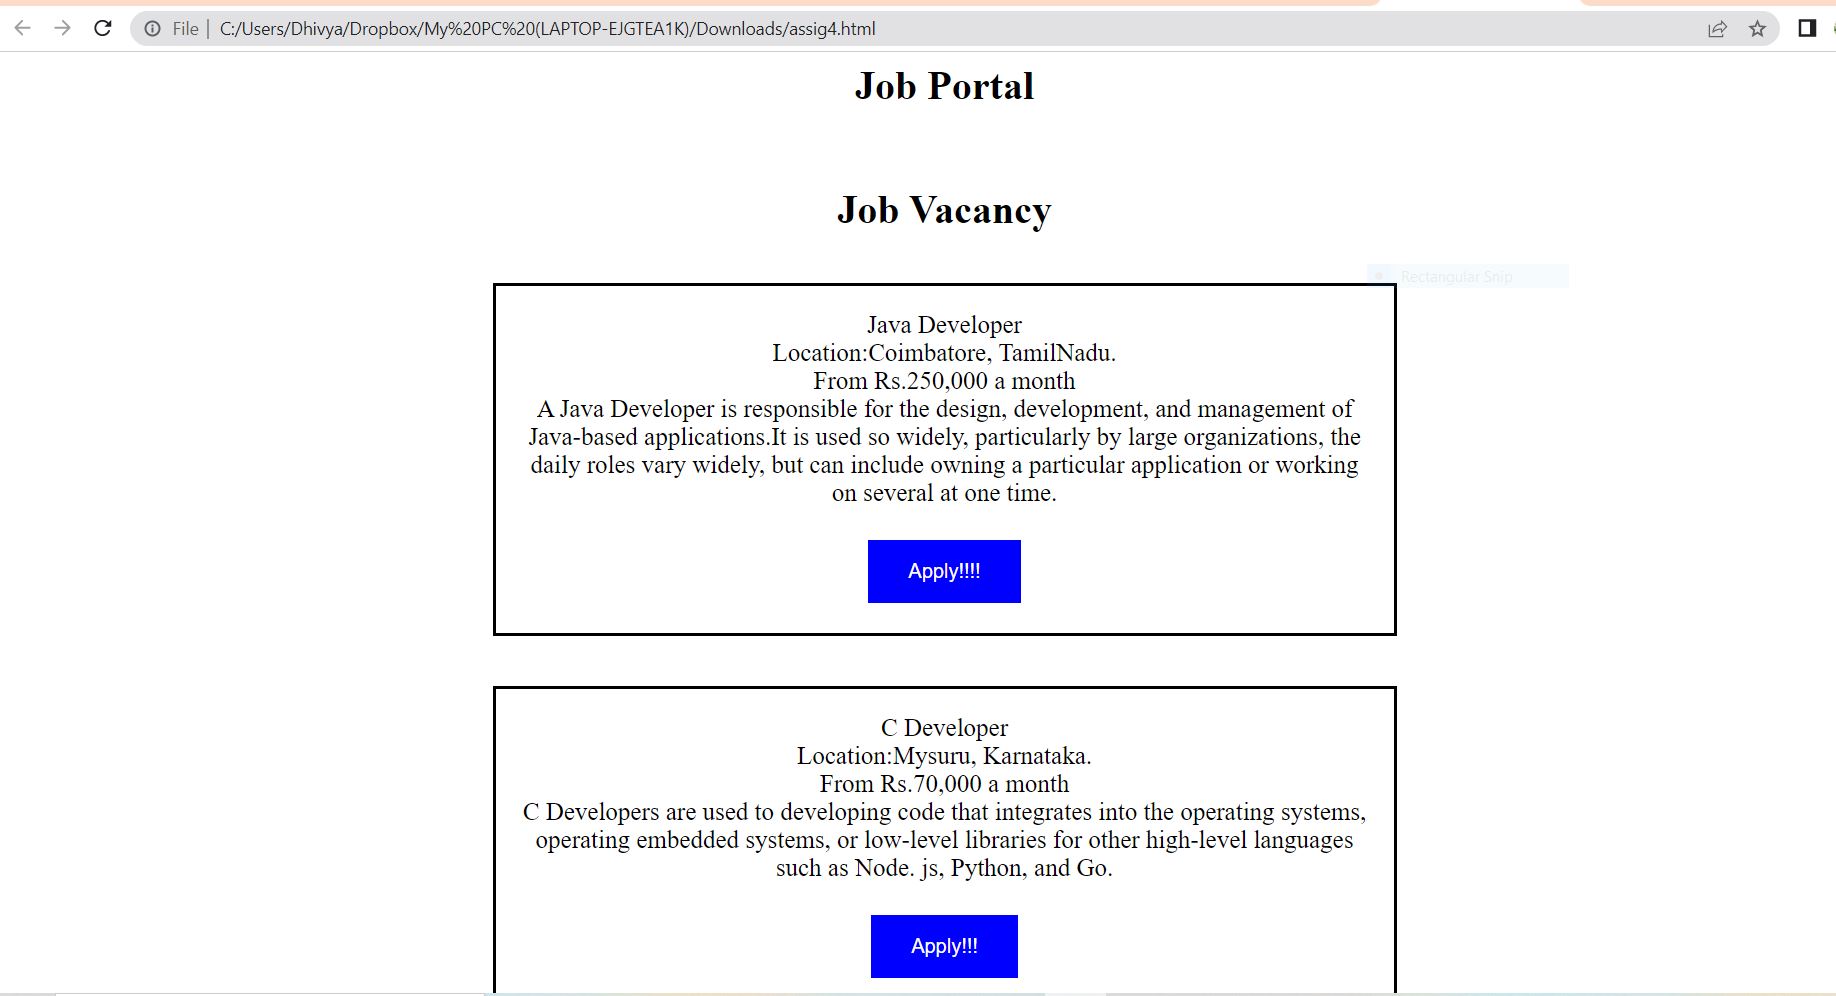 File
C:/Users/Dhivya/Dropbox/My%20PC%20(LAPTOP-EJGTEA1K)/Downloads/assig4.html
Job Portal
Job Vacancy
Rectangular Snip
Java Developer
Location:Coimbatore, TamilNadu.
From Rs.250,000 a month
A Java Developer is responsible for the design, development, and management of
Java-based applications.It is used so widely, particularly by large organizations, the
daily roles vary widely, but can include owning a particular application or working
on several at one time.
Apply!!!!
C Developer
Location:Mysuru, Karnataka.
From Rs.70,000 a month
C Developers are used to developing code that integrates into the operating systems,
operating embedded systems, or low-level libraries for other high-level languages
such as Node. js, Python, and Go.
Apply!!!